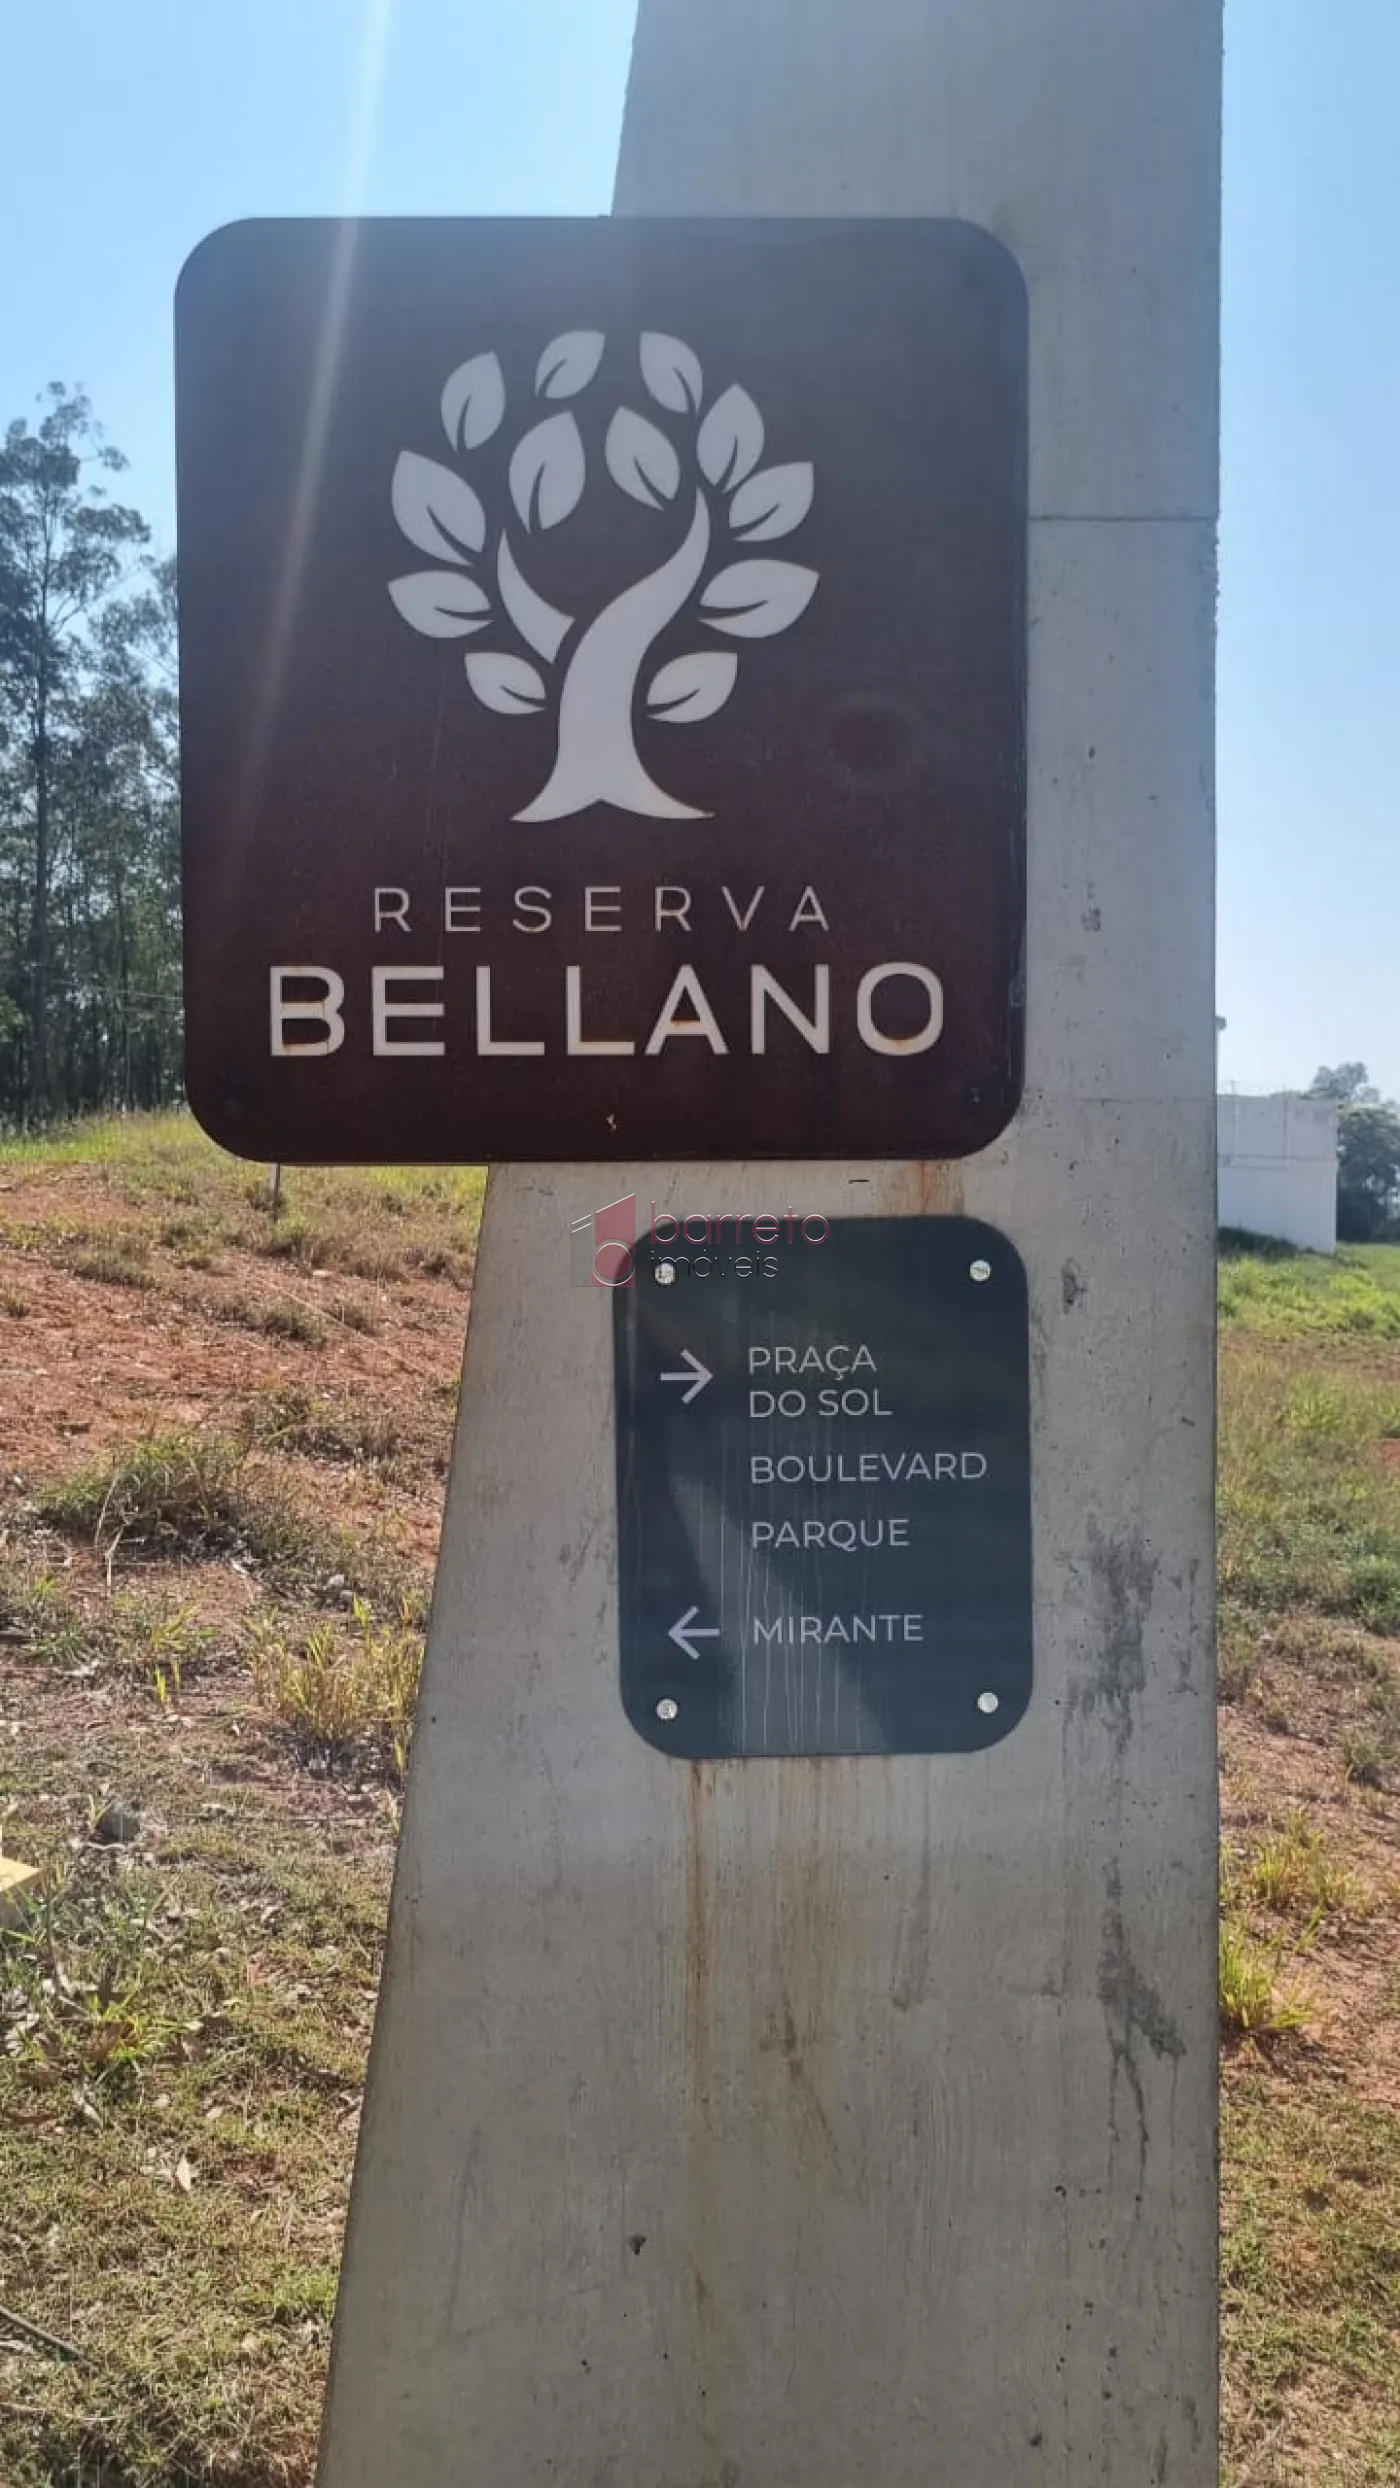 RESERVA
BELLANO
barreto
imóveis
PRAÇA
DO SOL
BOULEVARD
PARQUE
MIRANTE